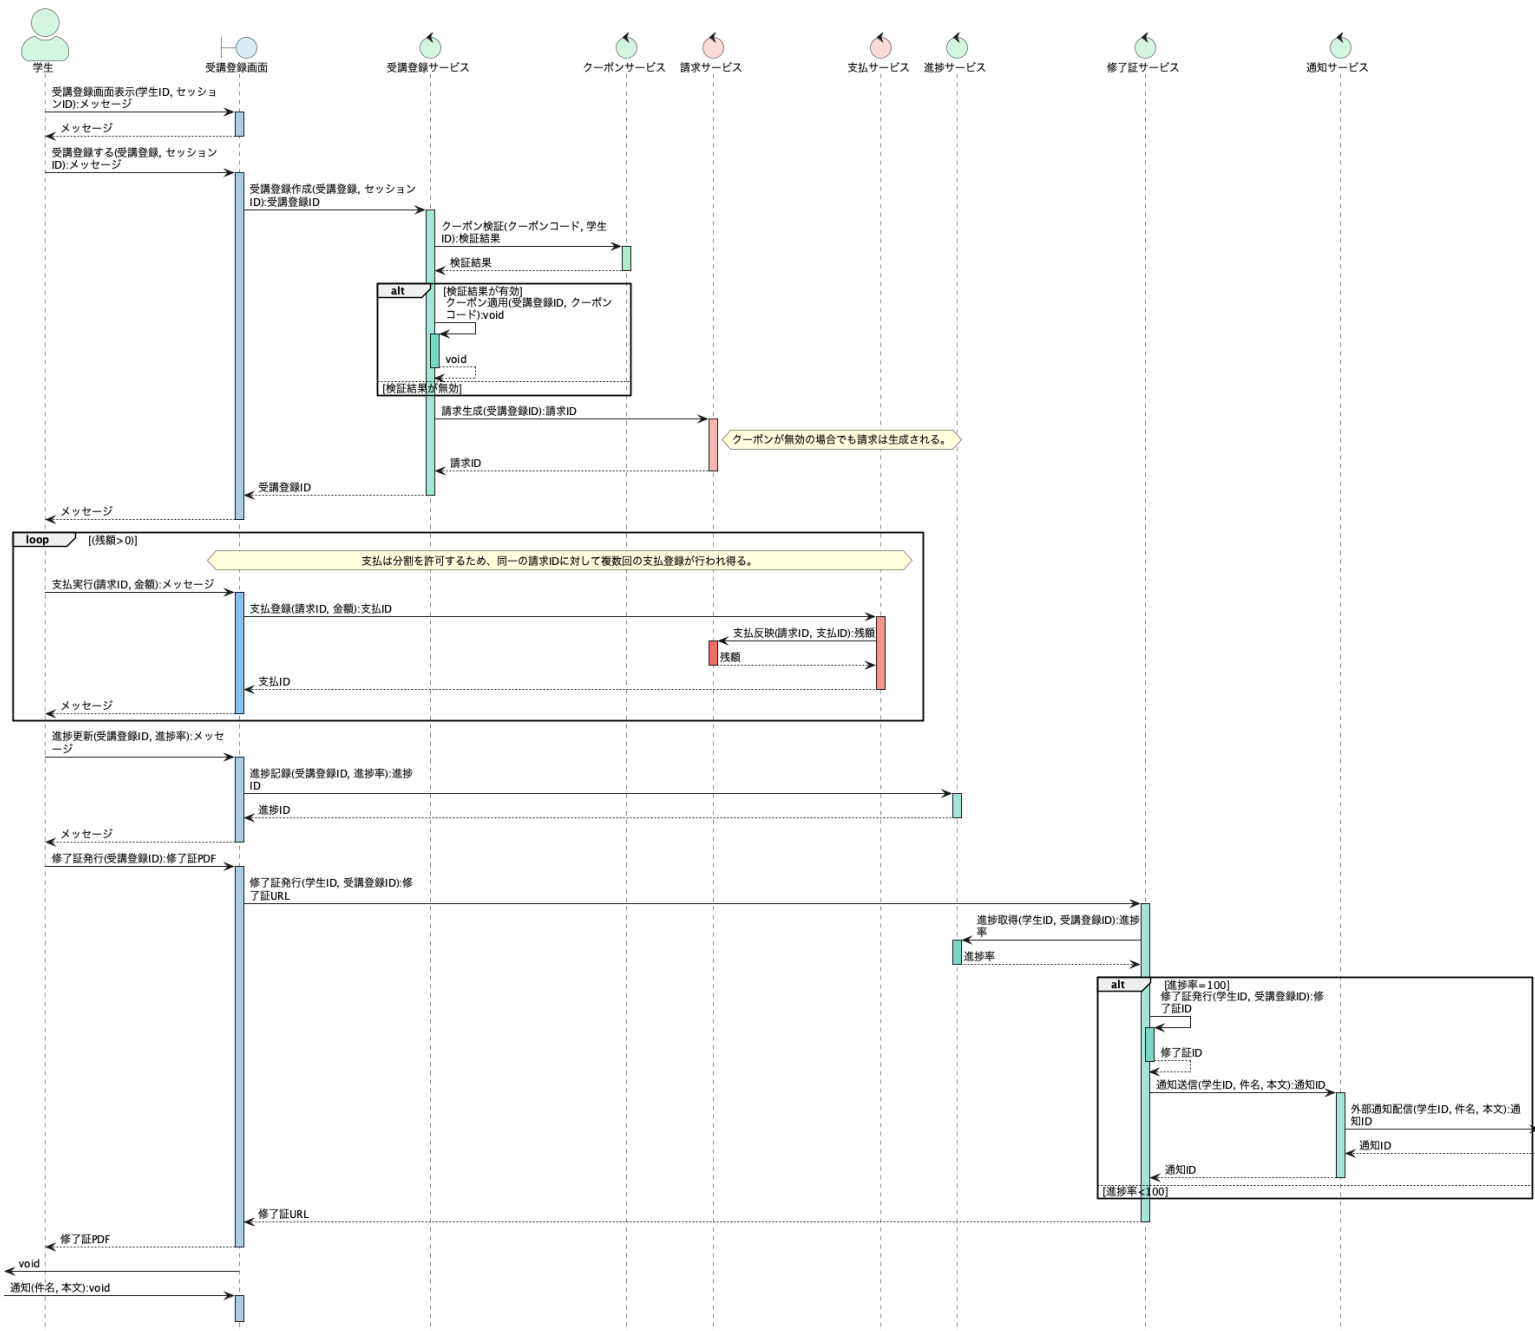 学生
受講登録画面
受講登録サービス
クーポンサービス
請求サービス
支払サービス
進捗サービス
修了証サービス
通知サービス
受講登録画面表示(学生ID, セッショ
ンID):メッセージ
メッセージ
受講登録する(受講登録, セッション
ID):メッセージ
受講登録作成(受講登録, セッション
ID):受講登録ID
クーポン検証(クーポンコード, 学生
ID):検証結果
検証結果
alt
[検証結果が有効]
クーポン適用(受講登録ID, クーポン
コード):void
void
[検証結果が無効]
請求生成(受講登録ID):請求ID
クーポンが無効の場合でも請求は生成される。
請求ID
受講登録ID
メッセージ
loop
[(残額>0)]
支払は分割を許可するため、同一の請求IDに対して複数回の支払登録が行われ得る。
支払実行(請求ID, 金額):メッセージ
支払登録(請求ID, 金額):支払ID
支払反映(請求ID, 支払ID):残額
残額
支払ID
メッセージ
進捗更新(受講登録ID, 進捗率):メッセ
ージ
進捗記録(受講登録ID, 進捗率):進捗
ID
進捗ID
メッセージ
修了証発行(受講登録ID):修了証PDF
修了証発行(学生ID, 受講登録ID):修
了証URL
進捗取得(学生ID, 受講登録ID):進捗
率
進捗率
alt
[進捗率=100]
修了証発行(学生ID, 受講登録ID):修
了証ID
修了証ID
通知送信(学生ID, 件名, 本文):通知ID
外部通知配信(学生ID, 件名, 本文):通
知ID
通知ID
通知ID
[進捗率<100]
修了証URL
修了証PDF
void
通知(件名, 本文):void